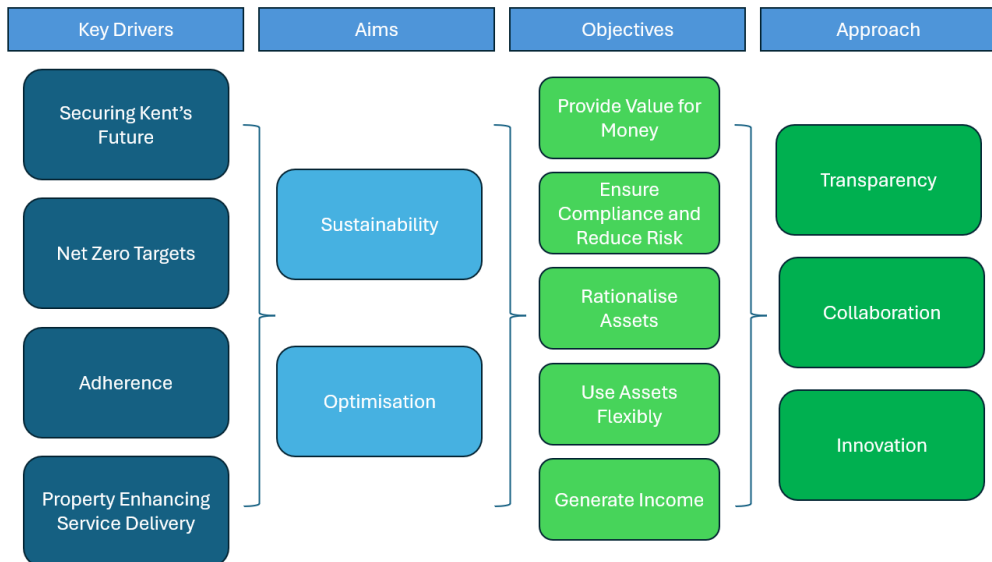 Key Drivers
Aims
Objectives
Approach
Securing Kent's
Future
Net Zero Targets
Adherence
Property Enhancing
Service Delivery
Sustainability
Optimisation
Provide Value for
Money
Ensure
Compliance and
Reduce Risk
Rationalise
Assets
Use Assets
Flexibly
Generate Income
Transparency
Collaboration
Innovation